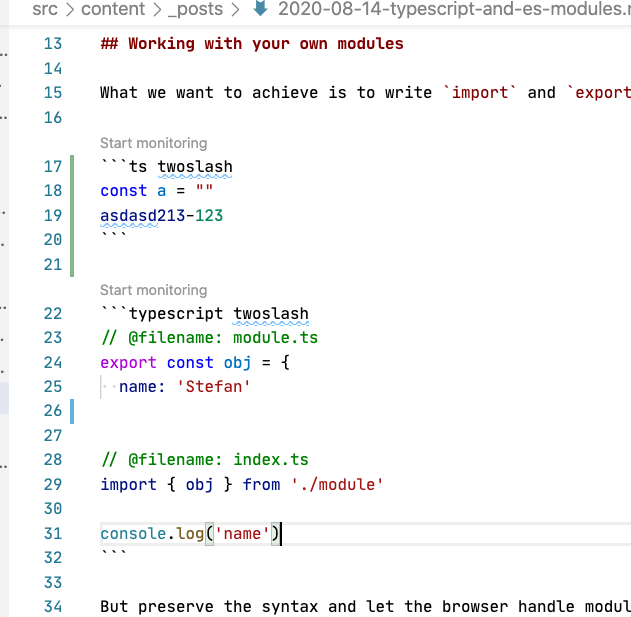 src > content > _posts > 2020-08-14-typescript-and-es-modules.
13 ## Working with your own modules
14
15 What we want to achieve is to write `import` and `export
16
Start monitoring
17 ```ts twoslash
18 const a = ""
19 asdasd213-123
20 ```
21
Start monitoring
22 ```typescript twoslash
23 // @filename: module.ts
24 export const obj = {
25 ··name: 'Stefan'
26
27
28 // @filename: index.ts
29 import { obj } from './module'
30
31 console.log('name')
32 ```
33
34 But preserve the syntax and let the browser handle modul